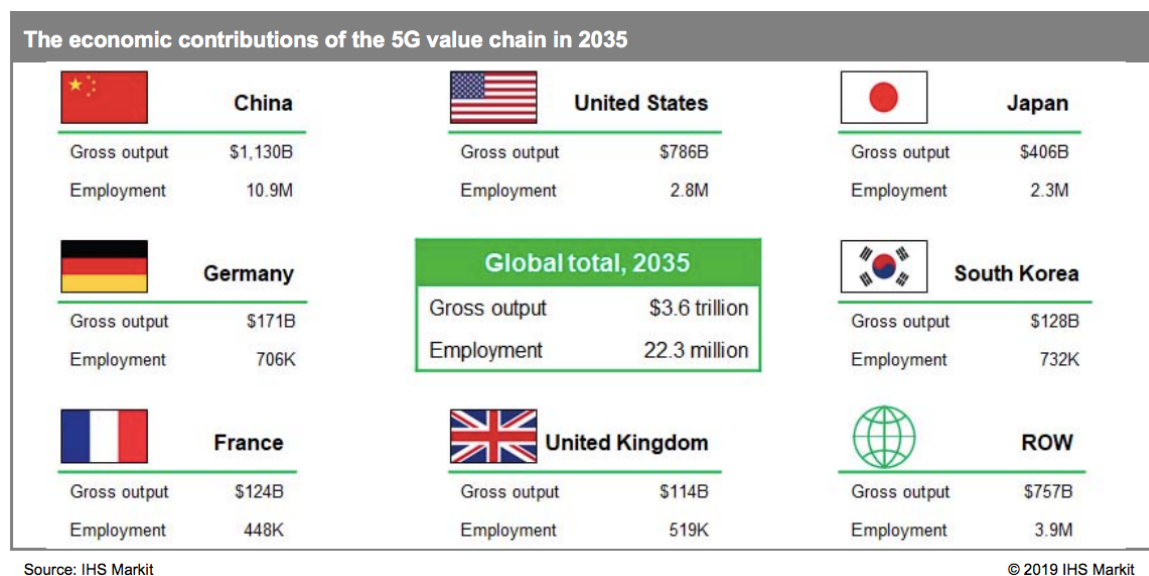 The economic contributions of the 5G value chain in 2035
China
Gross output $1,130B
Employment 10.9M
United States
Gross output $786B
Employment 2.8M
Japan
Gross output $406B
Employment 2.3M
Germany
Gross output $171B
Employment 706K
Global total, 2035
Gross output $3.6 trillion
Employment 22.3 million
South Korea
Gross output $128B
Employment 732K
France
Gross output $124B
Employment 448K
United Kingdom
Gross output $114B
Employment 519K
ROW
Gross output $757B
Employment 3.9M
Source: IHS Markit
© 2019 IHS Markit